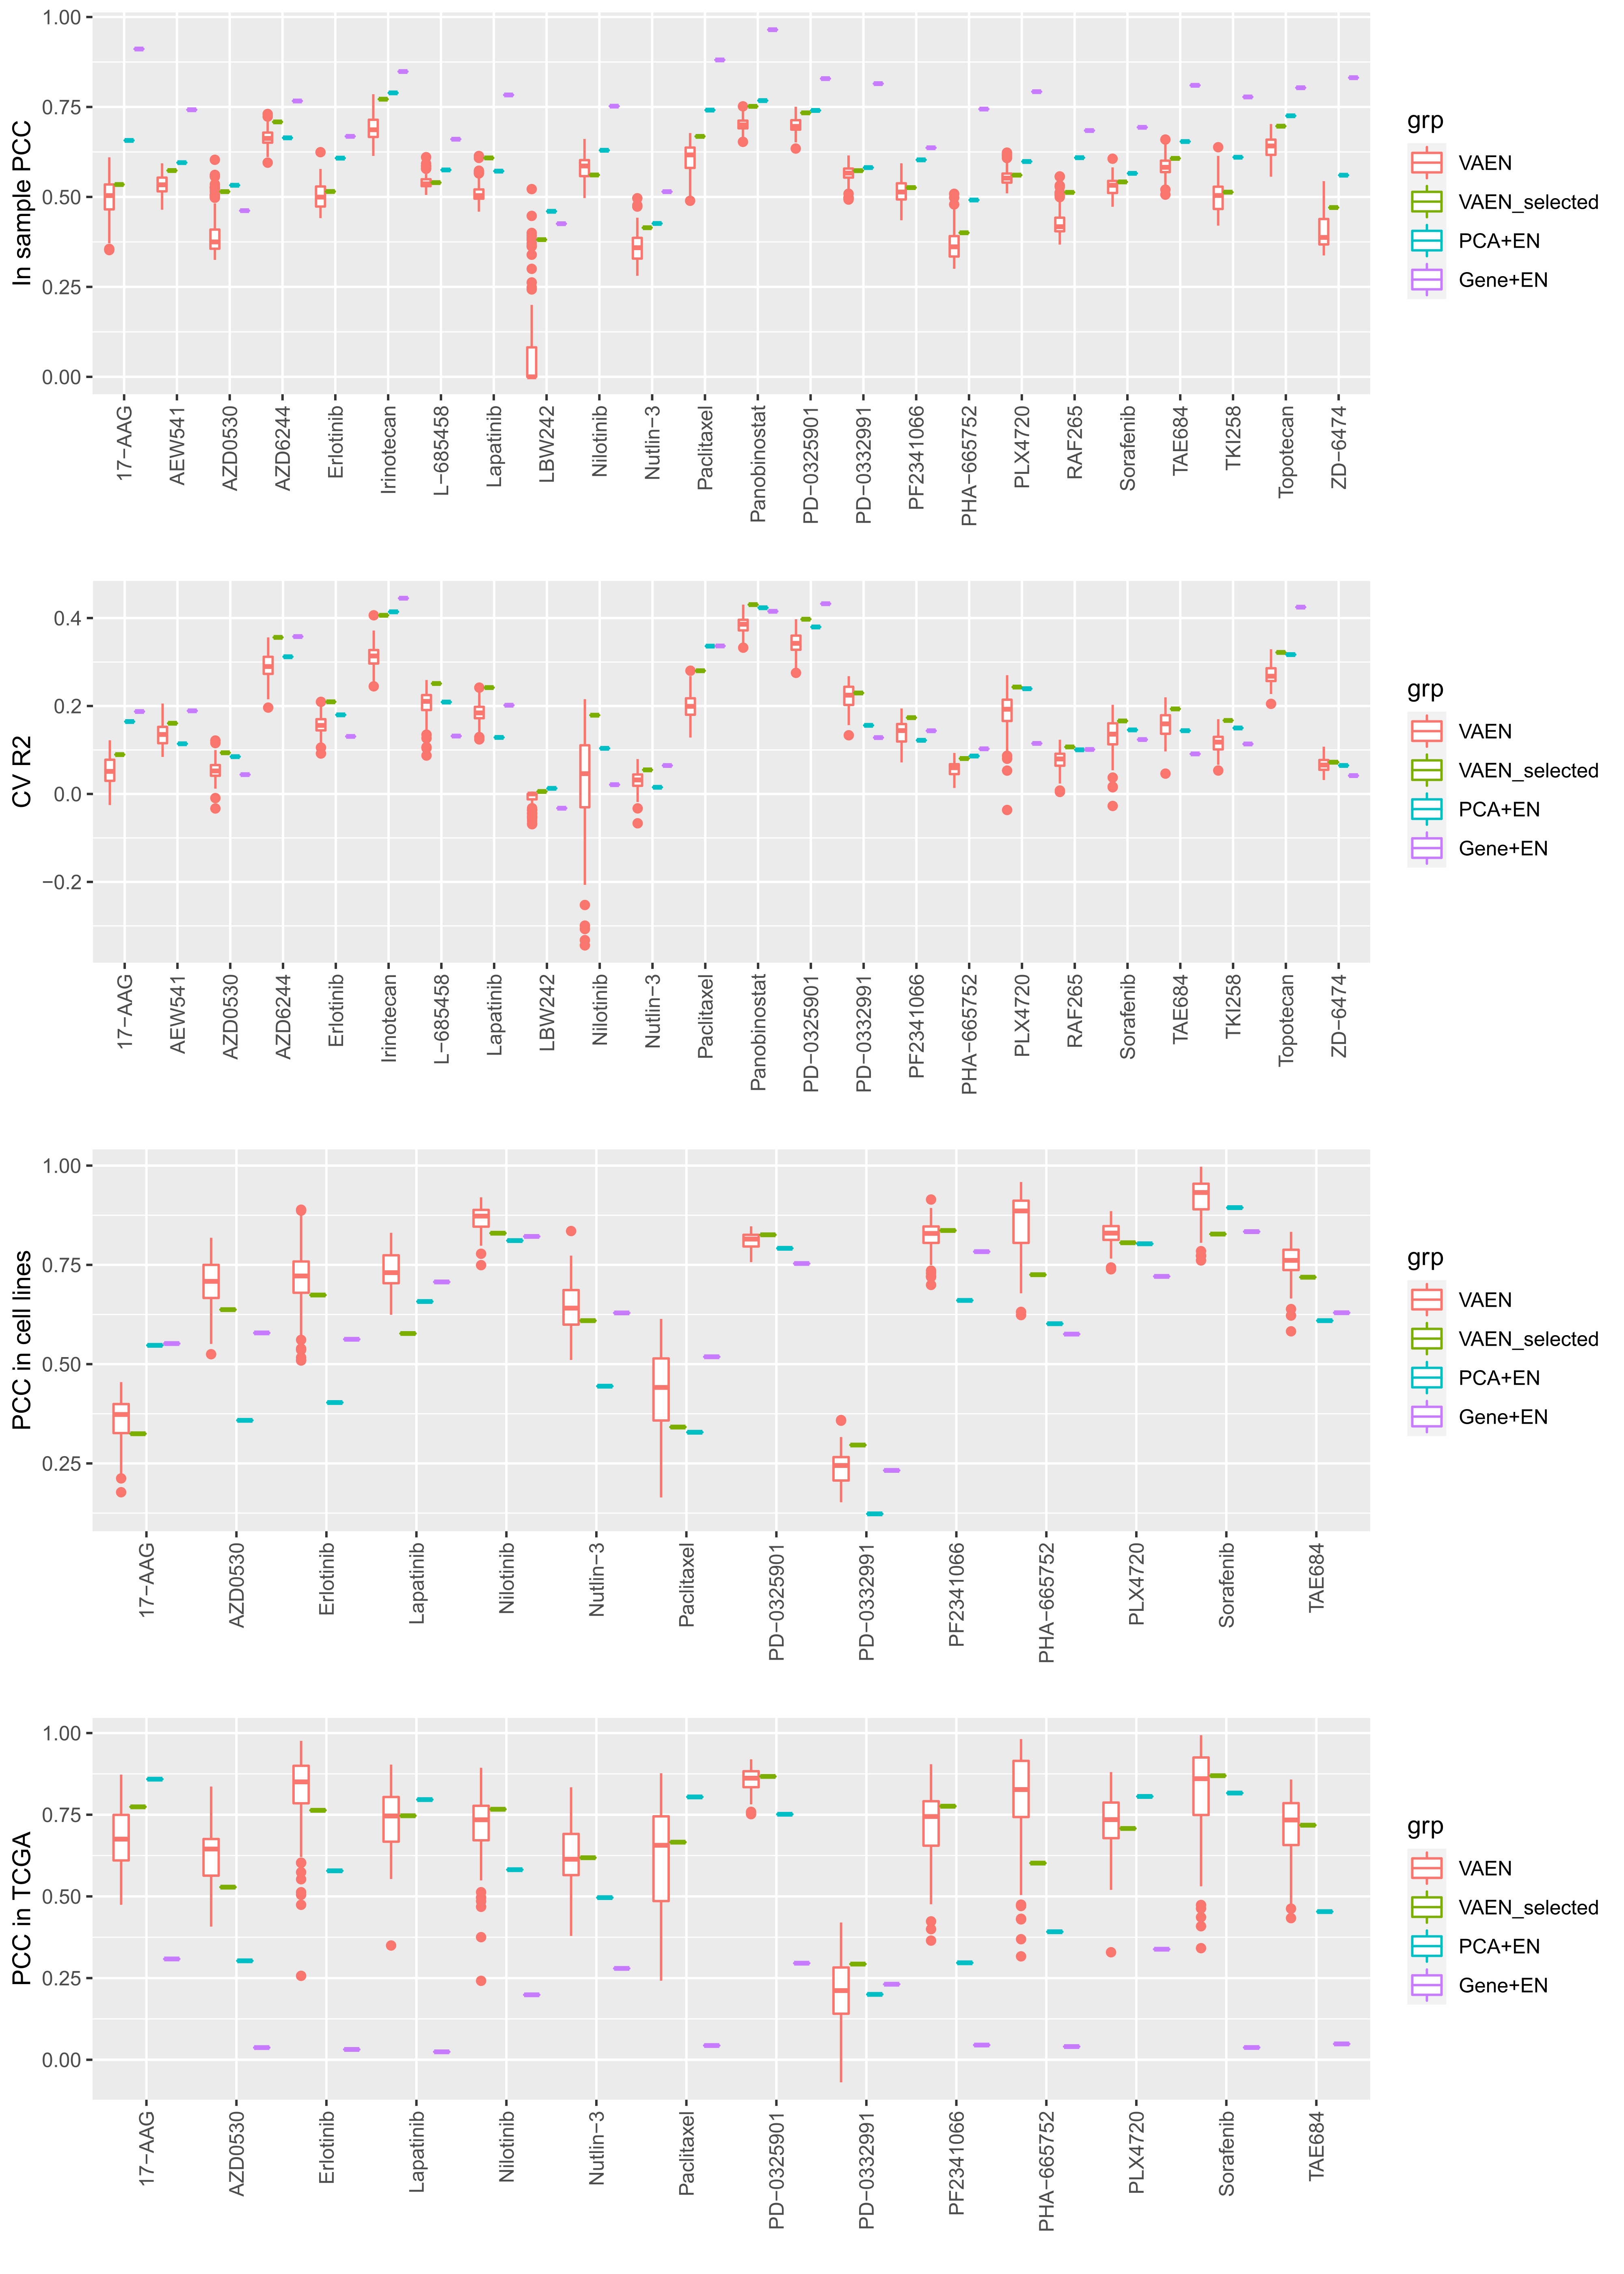 In sample PCC
1.00
0.75
0.50
0.25
0.00
17−AAG
AEW541
AZD0530
AZD6244
Erlotinib
Irinotecan
L−685458
Lapatinib
LBW242
Nilotinib
Nutlin−3
Paclitaxel
Panobinostat
PD−0325901
PD−0332991
PF2341066
PHA−665752
PLX4720
RAF265
Sorafenib
TAE684
TKI258
Topotecan
ZD−6474
grp
VAEN
VAEN_selected
PCA+EN
Gene+EN
CV R2
0.4
0.2
0.0
−0.2
17−AAG
AEW541
AZD0530
AZD6244
Erlotinib
Irinotecan
L−685458
Lapatinib
LBW242
Nilotinib
Nutlin−3
Paclitaxel
Panobinostat
PD−0325901
PD−0332991
PF2341066
PHA−665752
PLX4720
RAF265
Sorafenib
TAE684
TKI258
Topotecan
ZD−6474
grp
VAEN
VAEN_selected
PCA+EN
Gene+EN
PCC in cell lines
1.00
0.75
0.50
0.25
17−AAG
AZD0530
Erlotinib
Lapatinib
Nilotinib
Nutlin−3
Paclitaxel
PD−0325901
PD−0332991
PF2341066
PHA−665752
PLX4720
Sorafenib
TAE684
grp
VAEN
VAEN_selected
PCA+EN
Gene+EN
PCC in TCGA
1.00
0.75
0.50
0.25
0.00
17−AAG
AZD0530
Erlotinib
Lapatinib
Nilotinib
Nutlin−3
Paclitaxel
PD−0325901
PD−0332991
PF2341066
PHA−665752
PLX4720
Sorafenib
TAE684
grp
VAEN
VAEN_selected
PCA+EN
Gene+EN